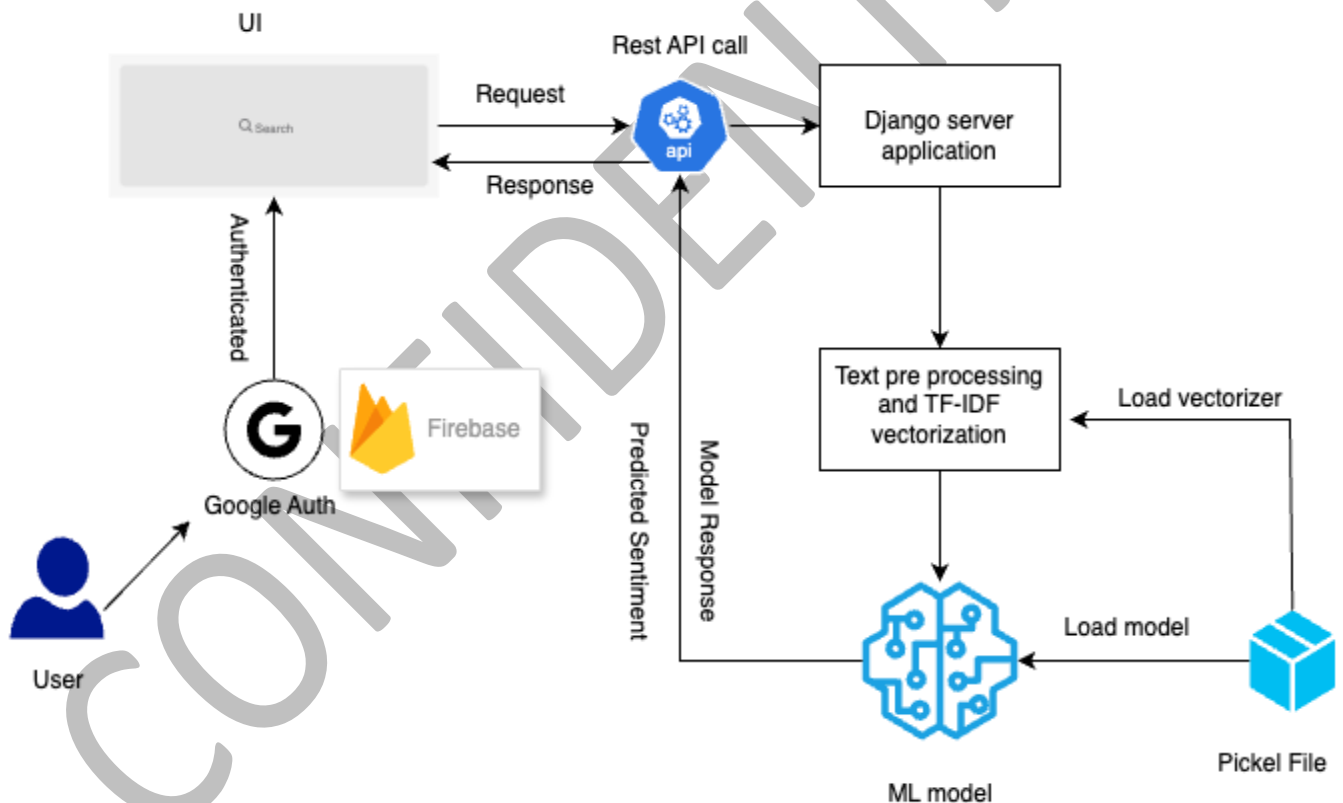 UI
Rest API call
Search
Request
api
Response
Django server
application
Authenticated
Firebase
Google Auth
User
Text pre processing
and TF-IDF
vectorization
Load vectorizer
Predicted Sentiment
Model Response
Load model
Pickel File
ML model
CONFIDENT